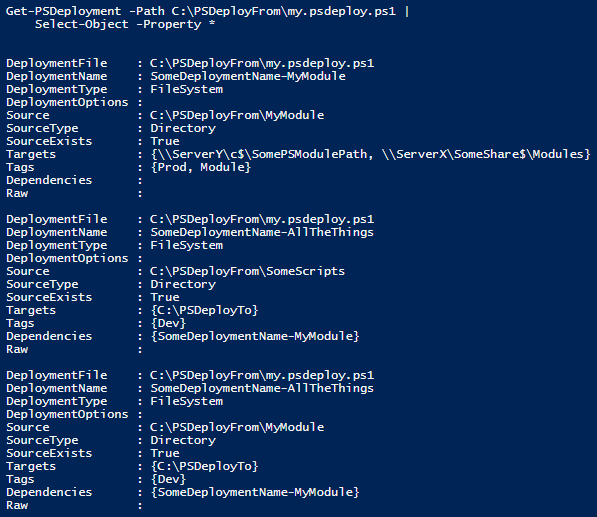 Get-PSDeployment -Path C:\PSDeployFrom\my.psdeploy.ps1 |
    Select-Object -Property *

DeploymentFile    : C:\PSDeployFrom\my.psdeploy.ps1
DeploymentName    : SomeDeploymentName-MyModule
DeploymentType    : FileSystem
DeploymentOptions :
Source            : C:\PSDeployFrom\MyModule
SourceType        : Directory
SourceExists      : True
Targets           : {\\ServerY\c$\SomePSModulePath, \\ServerX\SomeShare$\Modules}
Tags              : {Prod, Module}
Dependencies      :
Raw               :

DeploymentFile    : C:\PSDeployFrom\my.psdeploy.ps1
DeploymentName    : SomeDeploymentName-AllTheThings
DeploymentType    : FileSystem
DeploymentOptions :
Source            : C:\PSDeployFrom\SomeScripts
SourceType        : Directory
SourceExists      : True
Targets           : {C:\PSDeployTo}
Tags              : {Dev}
Dependencies      : {SomeDeploymentName-MyModule}
Raw               :

DeploymentFile    : C:\PSDeployFrom\my.psdeploy.ps1
DeploymentName    : SomeDeploymentName-AllTheThings
DeploymentType    : FileSystem
DeploymentOptions :
Source            : C:\PSDeployFrom\MyModule
SourceType        : Directory
SourceExists      : True
Targets           : {C:\PSDeployTo}
Tags              : {Dev}
Dependencies      : {SomeDeploymentName-MyModule}
Raw               :